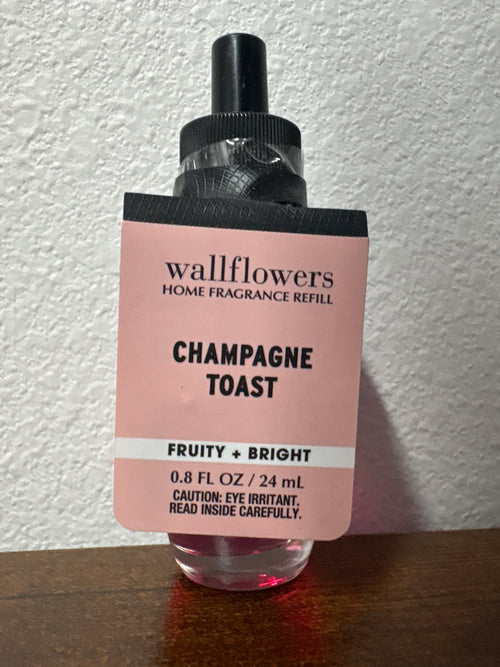 wallflowers
HOME FRAGRANCE REFILL
CHAMPAGNE
TOAST
FRUITY + BRIGHT
0.8 FL OZ / 24 mL
CAUTION: EYE IRRITANT.
READ INSIDE CAREFULLY.